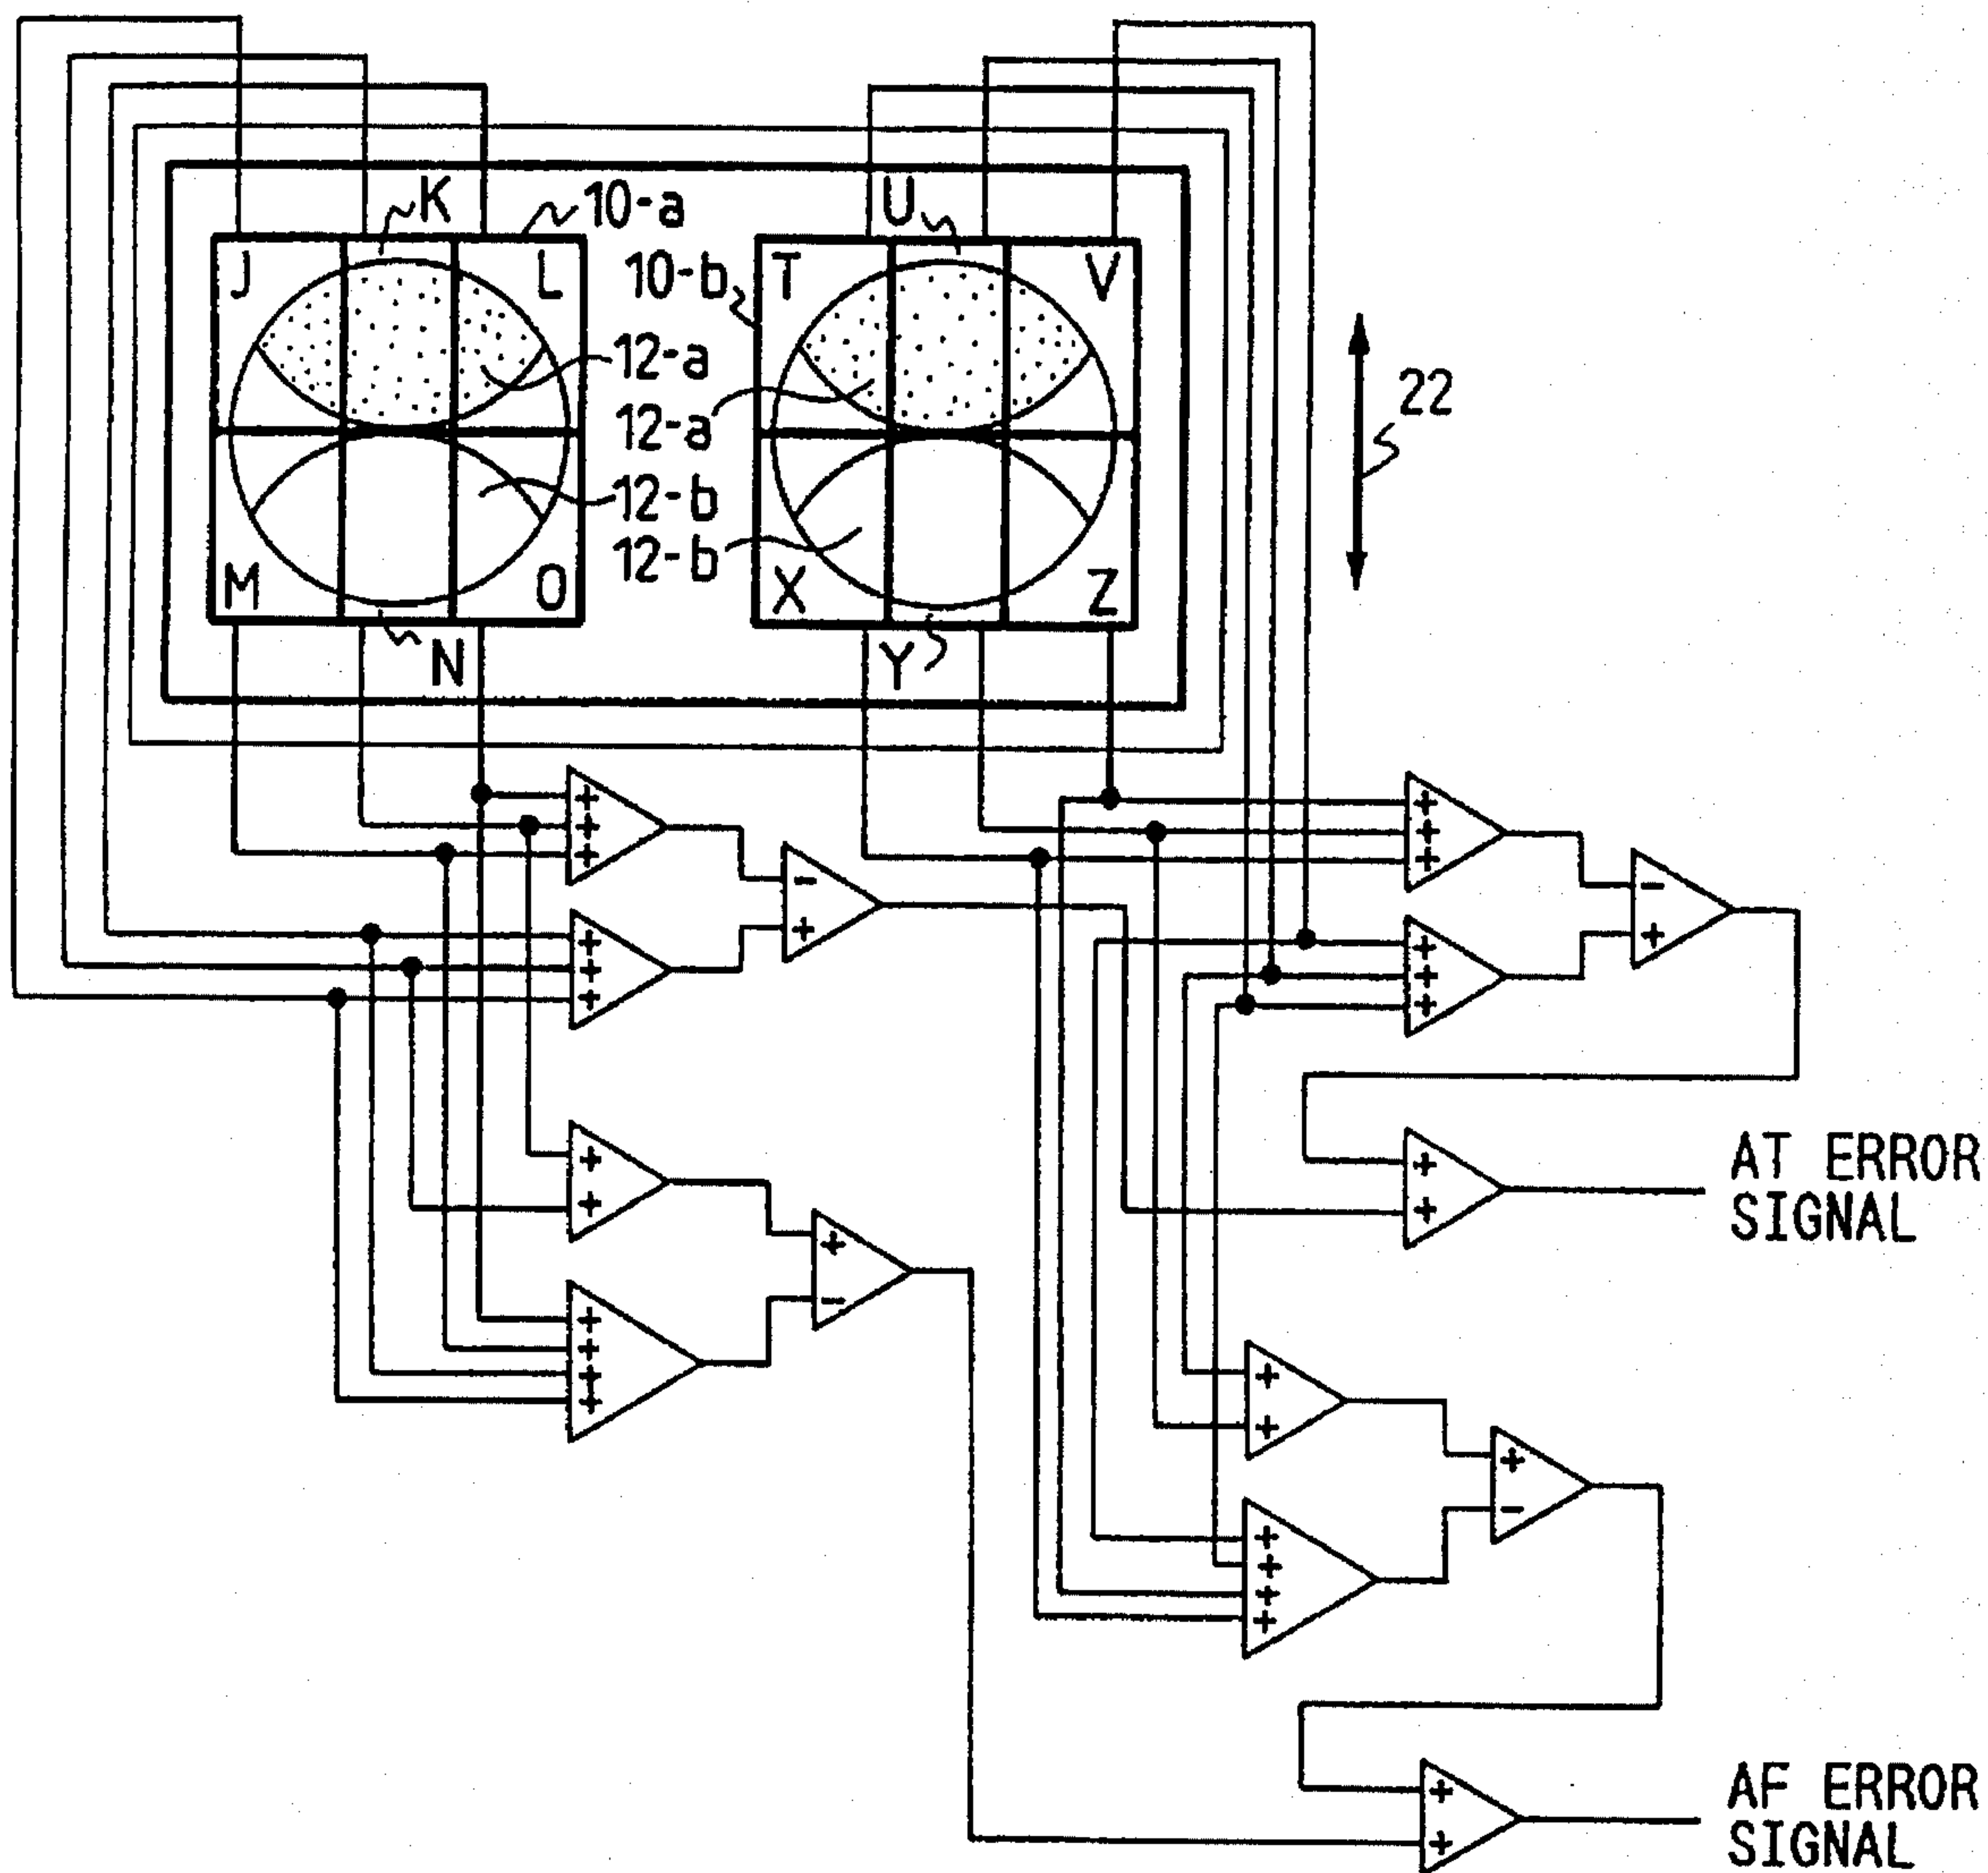 K
10-a
U
J
L
10-b
T
V
12-a
12-a
22
12-b
12-b
M
O
X
Z
N
Y
+
+
+
+
+
+
-
+
-
+
+
+
+
+
+
+
AT ERROR
SIGNAL
+
+
+
+
+
-
+
+
+
+
+
+
+
-
+
+
+
+
AF ERROR
SIGNAL
+
+